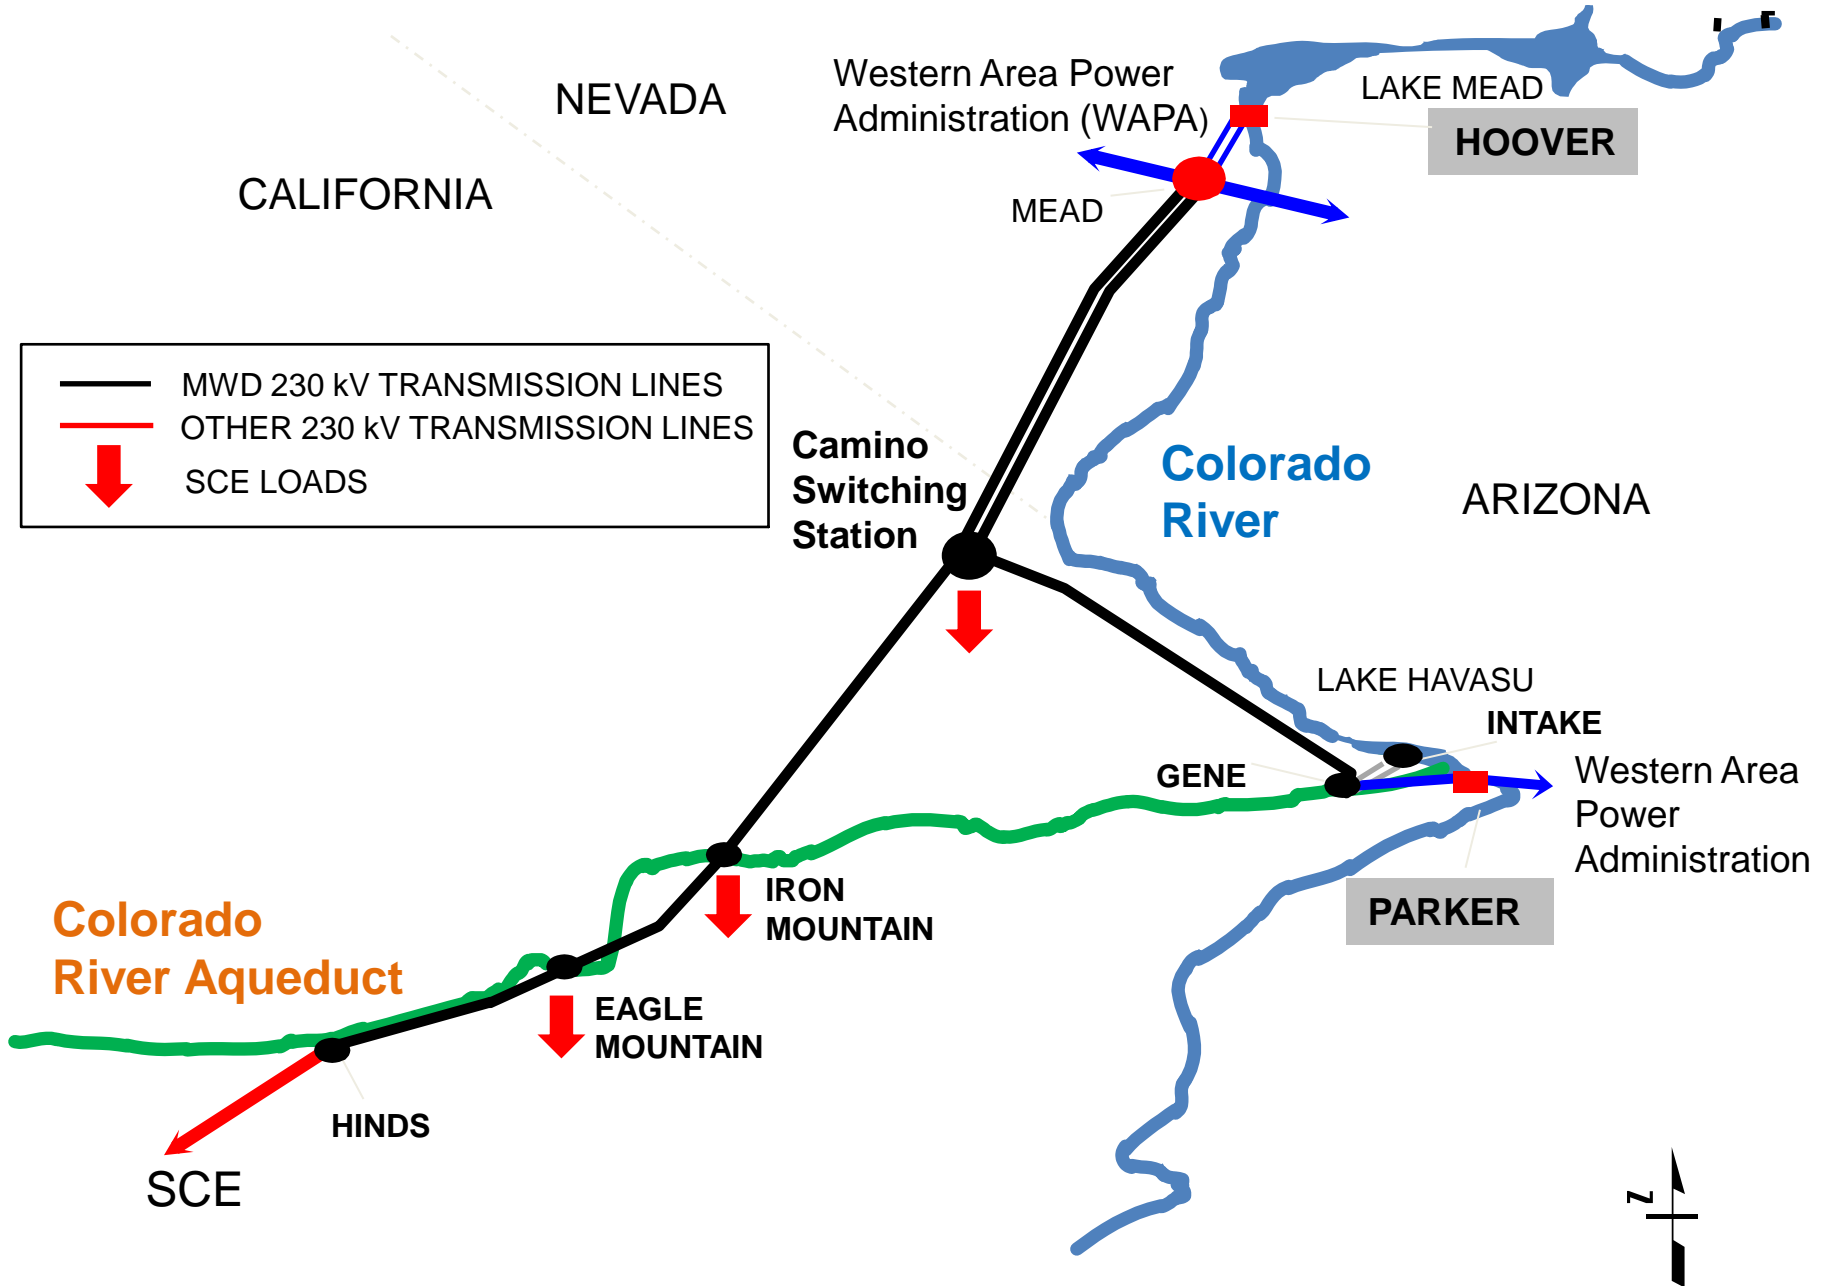 NEVADA
Western Area Power
Administration (WAPA)
LAKE MEAD
HOOVER
CALIFORNIA
MEAD
MWD 230 kV TRANSMISSION LINES
OTHER 230 kV TRANSMISSION LINES
SCE LOADS
Camino
Switching
Station
Colorado
River
ARIZONA
LAKE HAVASU
INTAKE
GENE
Western Area
Power
Administration
PARKER
IRON
MOUNTAIN
Colorado
River Aqueduct
EAGLE
MOUNTAIN
HINDS
SCE
N